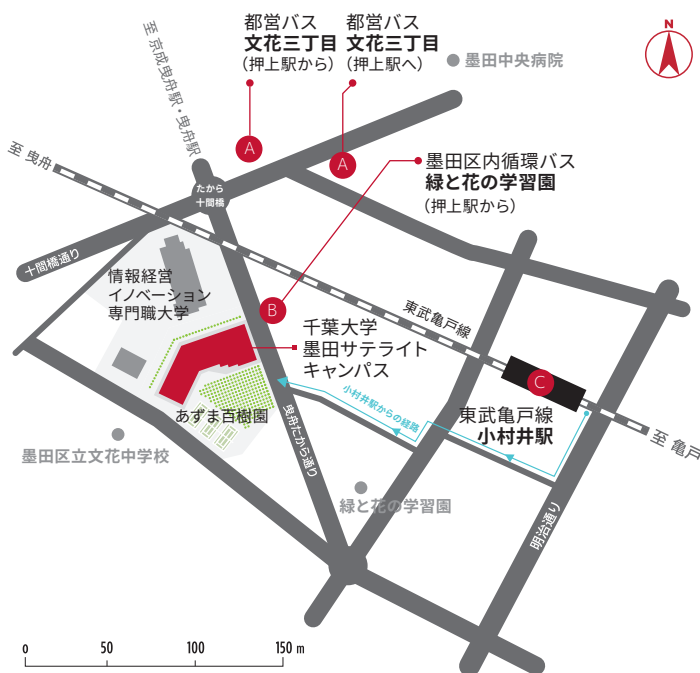 都営バス
文花三丁目
（押上駅から）
都営バス
文花三丁目
（押上駅へ）
墨田中央病院
N
至 京成曳舟駅・曳舟駅
至 曳舟
A
A
墨田区内循環バス
緑と花の学習園
（押上駅から）
たから
十間橋
十間橋通り
情報経営
イノベーション
専門職大学
B
千葉大学
墨田サテライト
キャンパス
東武亀戸線
C
小村井駅からの経路
東武亀戸線
小村井駅
至 亀戸
あずま百樹園
曳舟たから通り
墨田区立文花中学校
緑と花の学習園
明治通り
0 50 100 150 m